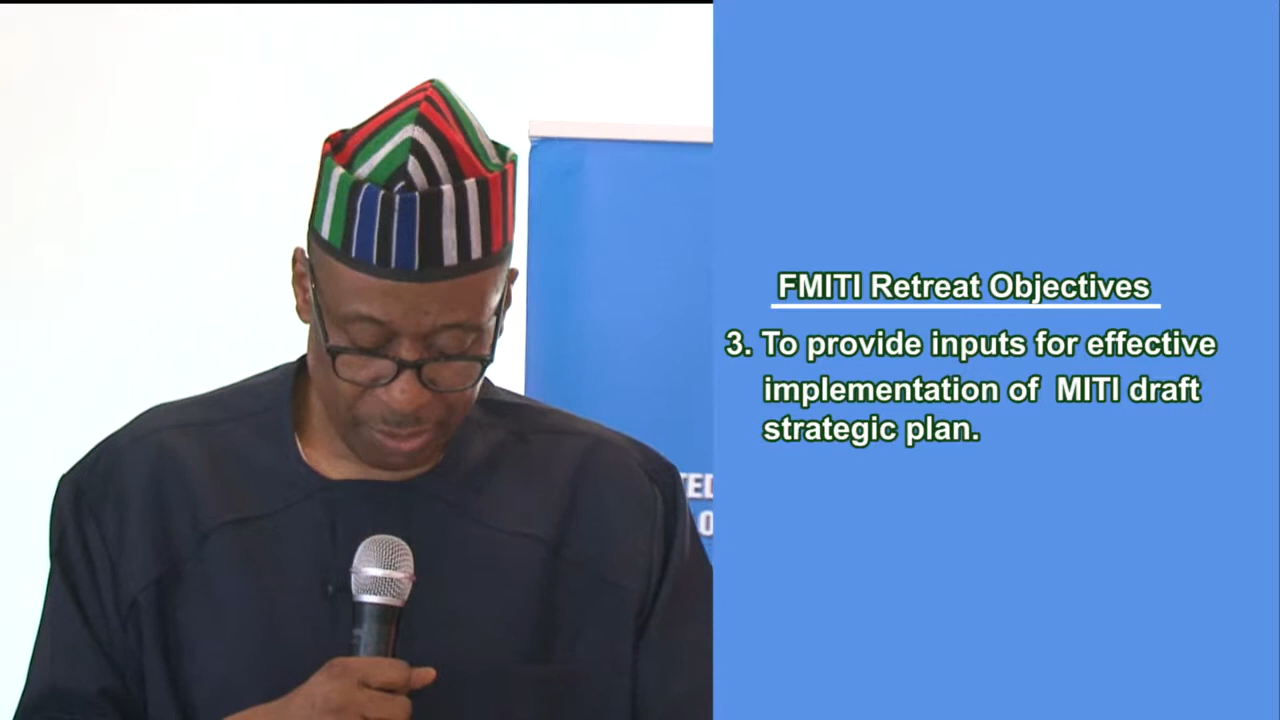 FMITI Retreat Objectives
3. To provide inputs for effective
implementation of MITI draft
strategic plan.